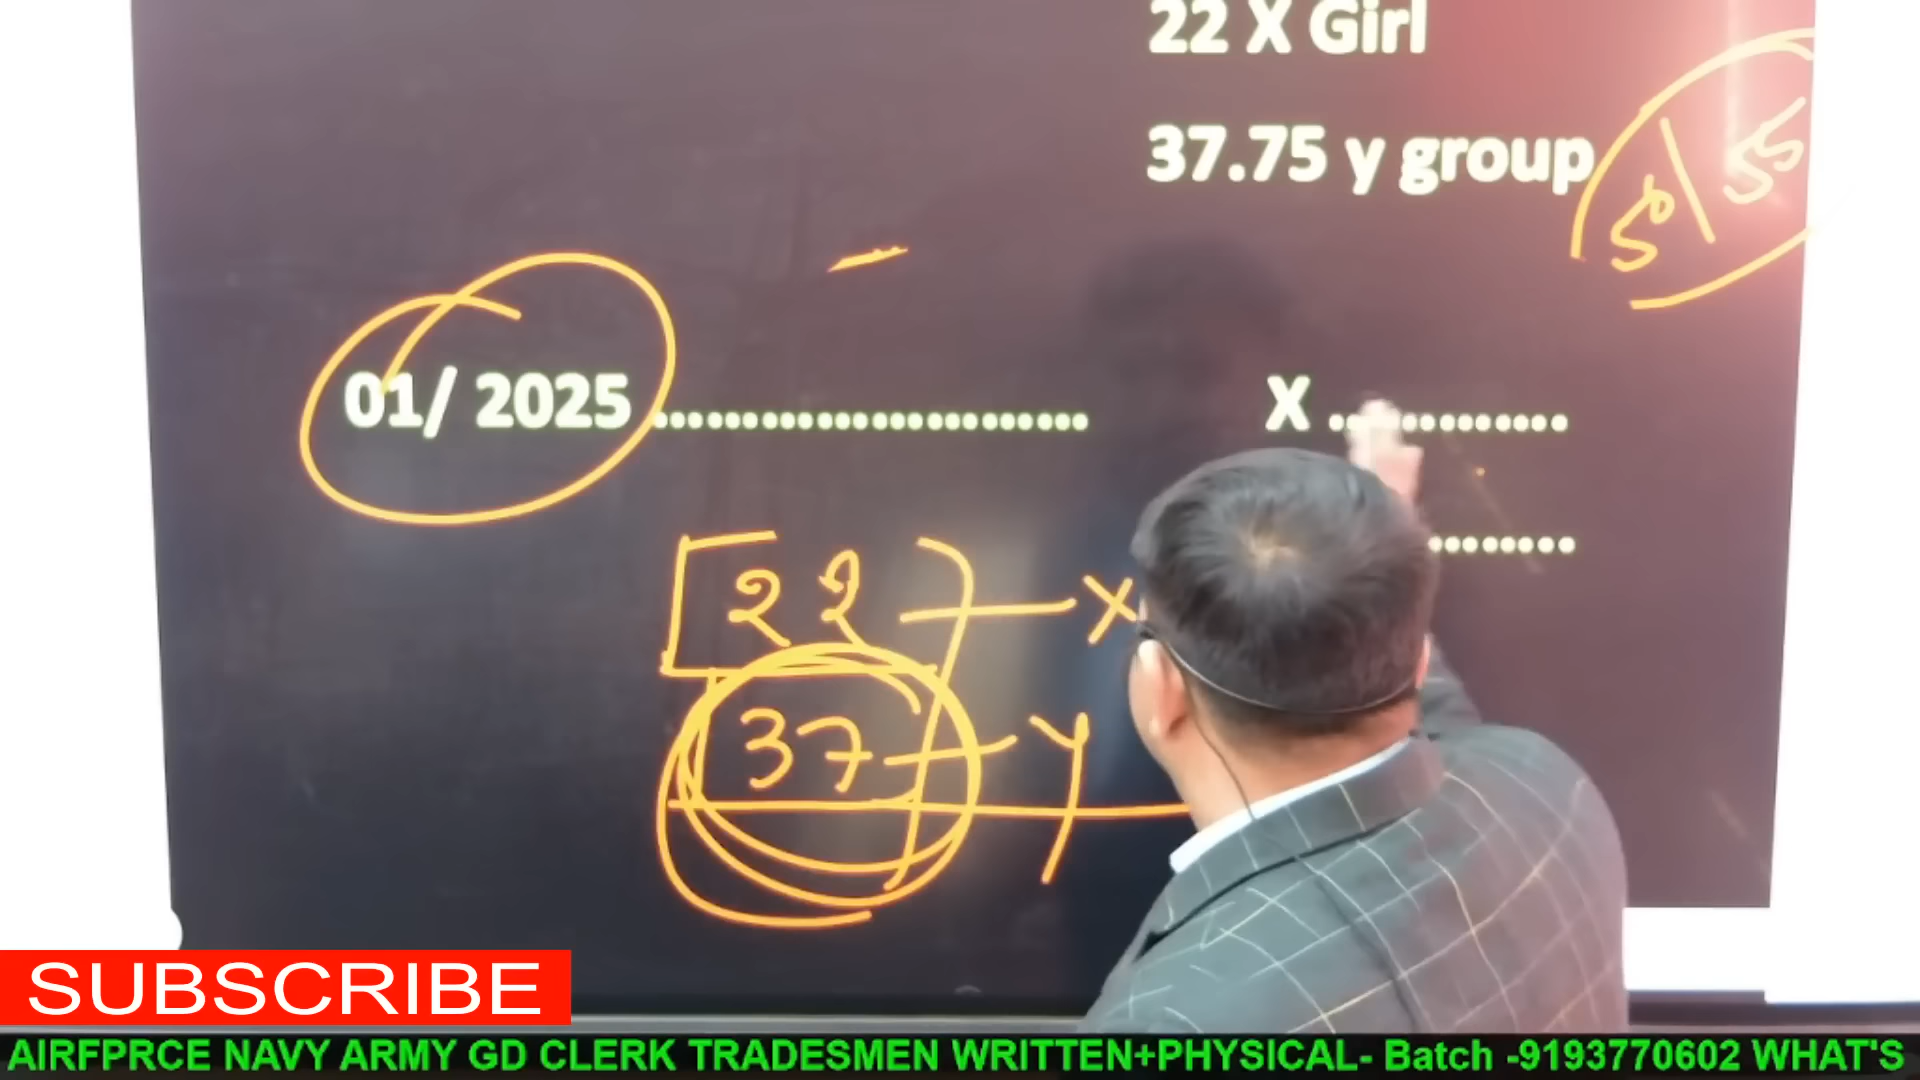 22 X Girl
37.75 y group
50 | 55
01/ 2025........................ X .............
........
22 — X
37 — y
SUBSCRIBE
AIRFPRCE NAVY ARMY GD CLERK TRADESMEN WRITTEN+PHYSICAL- Batch -9193770602 WHAT'S